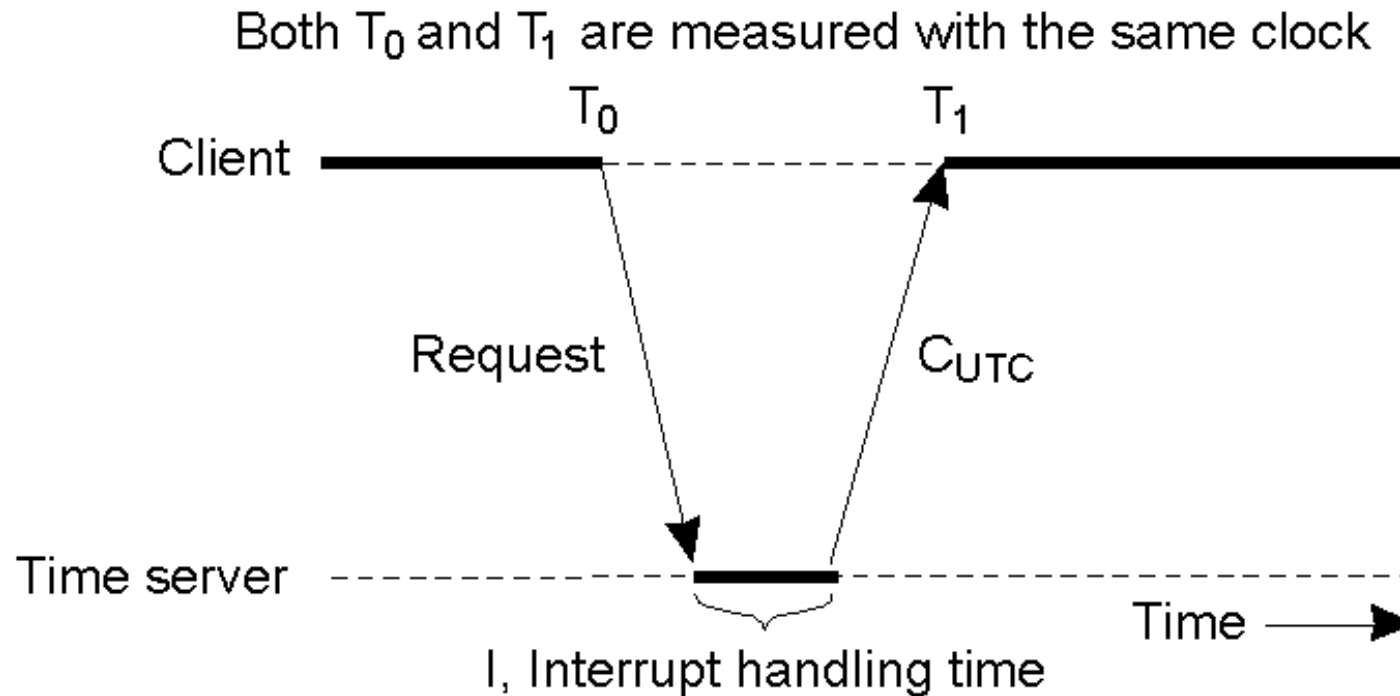 Both T₀ and T₁ are measured with the same clock
T₀
T₁
Client
Request
C_UTC
Time server
Time
I, Interrupt handling time